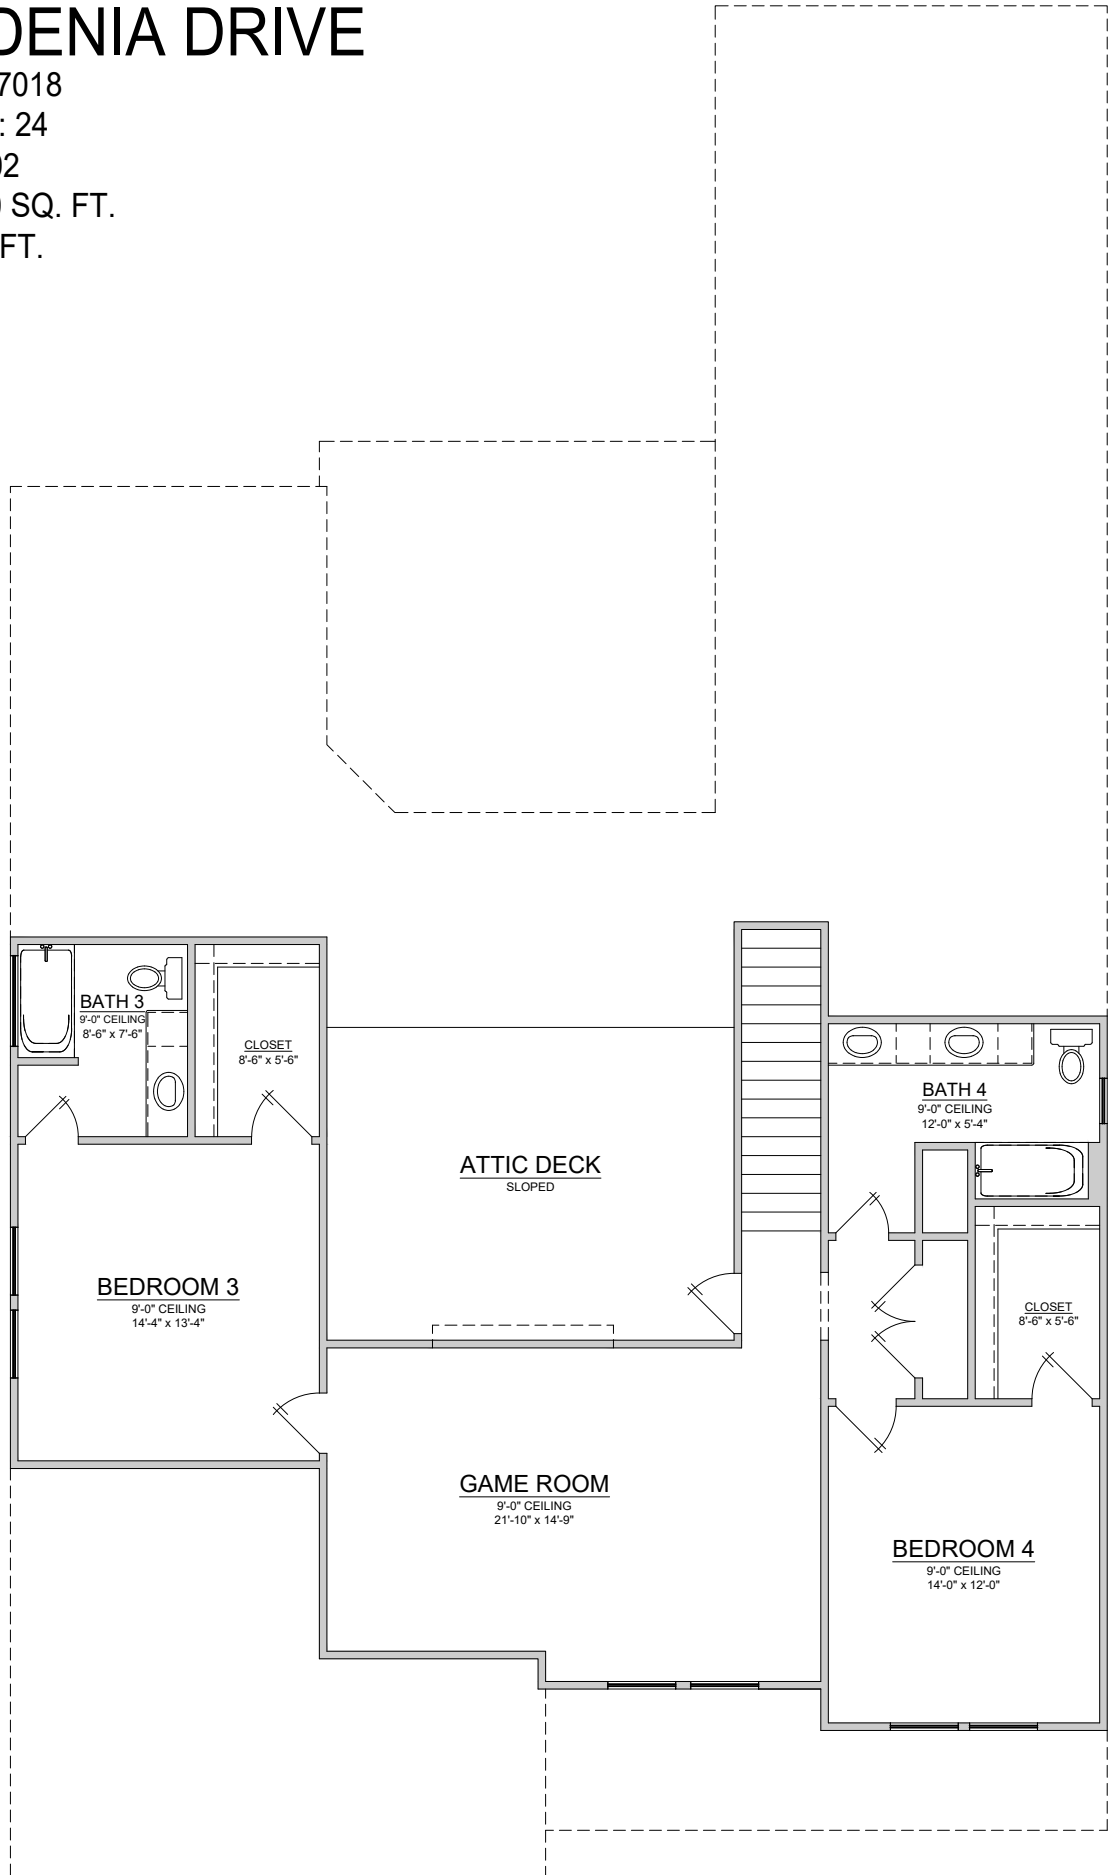 DENIA DRIVE
7018
: 24
02
SQ. FT.
FT.
BATH 3
9'-0" CEILING
8'-6" x 7'-6"
CLOSET
8'-6" x 5'-6"
BATH 4
9'-0" CEILING
12'-0" x 5'-4"
ATTIC DECK
SLOPED
BEDROOM 3
9'-0" CEILING
14'-4" x 13'-4"
CLOSET
8'-6" x 5'-6"
GAME ROOM
9'-0" CEILING
21'-10" x 14'-9"
BEDROOM 4
9'-0" CEILING
14'-0" x 12'-0"